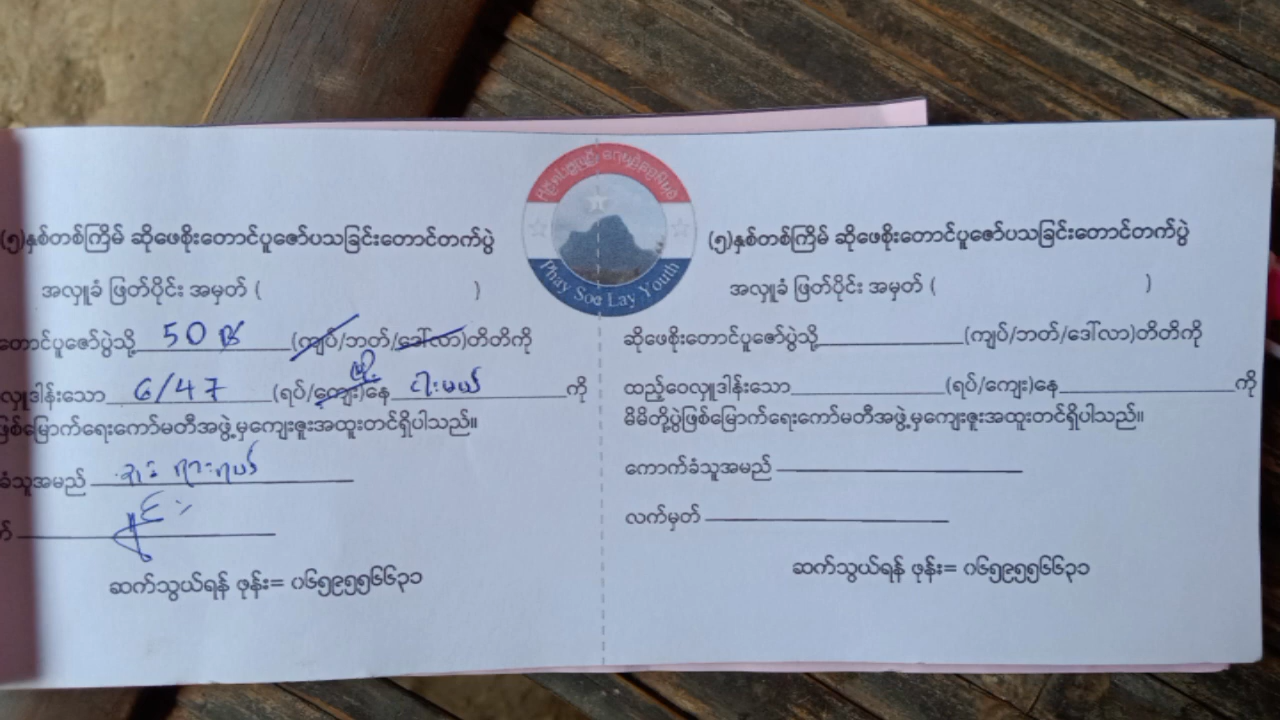 Phay Soe Lay Youth
(၅)နှစ်တစ်ကြိမ် ဆိုဖေစိုးတောင်ပူဇော်ပသခြင်းတောင်တက်ပွဲ
အလှူခံ ဖြတ်ပိုင်း အမှတ် ( )
တောင်ပူဇော်ပွဲသို့ 50 ဿ (ကျပ်/ဘတ်/ဒေါ်လာ)တိတိကို
လှူဒါန်းသော 6/47 (ရပ်/ကျေး)နေ ငါးမယ် ကို
ဖြစ်မြောက်ရေးကော်မတီအဖွဲ့မှကျေးဇူးအထူးတင်ရှိပါသည်။
ခံသူအမည်
ဆက်သွယ်ရန် ဖုန်း= ၀၆၅၉၅၅၆၆၃၁
(၅)နှစ်တစ်ကြိမ် ဆိုဖေစိုးတောင်ပူဇော်ပသခြင်းတောင်တက်ပွဲ
အလှူခံ ဖြတ်ပိုင်း အမှတ် ( )
ဆိုဖေစိုးတောင်ပူဇော်ပွဲသို့ (ကျပ်/ဘတ်/ဒေါ်လာ)တိတိကို
ထည့်ဝေလှူဒါန်းသော (ရပ်/ကျေး)နေ ကို
မိမိတို့ပွဲဖြစ်မြောက်ရေးကော်မတီအဖွဲ့မှကျေးဇူးအထူးတင်ရှိပါသည်။
ကောက်ခံသူအမည်
လက်မှတ်
ဆက်သွယ်ရန် ဖုန်း= ၀၆၅၉၅၅၆၆၃၁